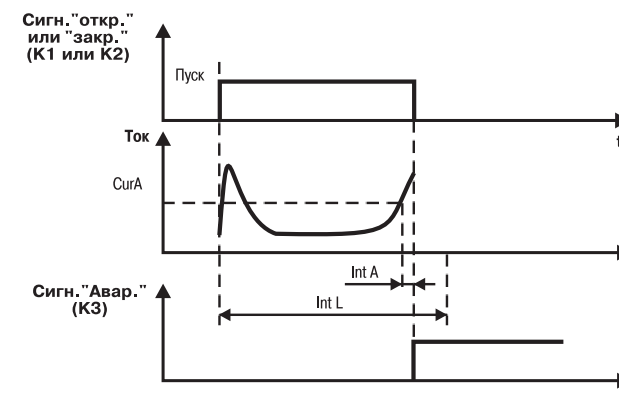 Сигн."откр."
или "закр."
(К1 или К2)
Пуск
t
Ток
CurA
Int A
Int L
Сигн."Авар."
(К3)